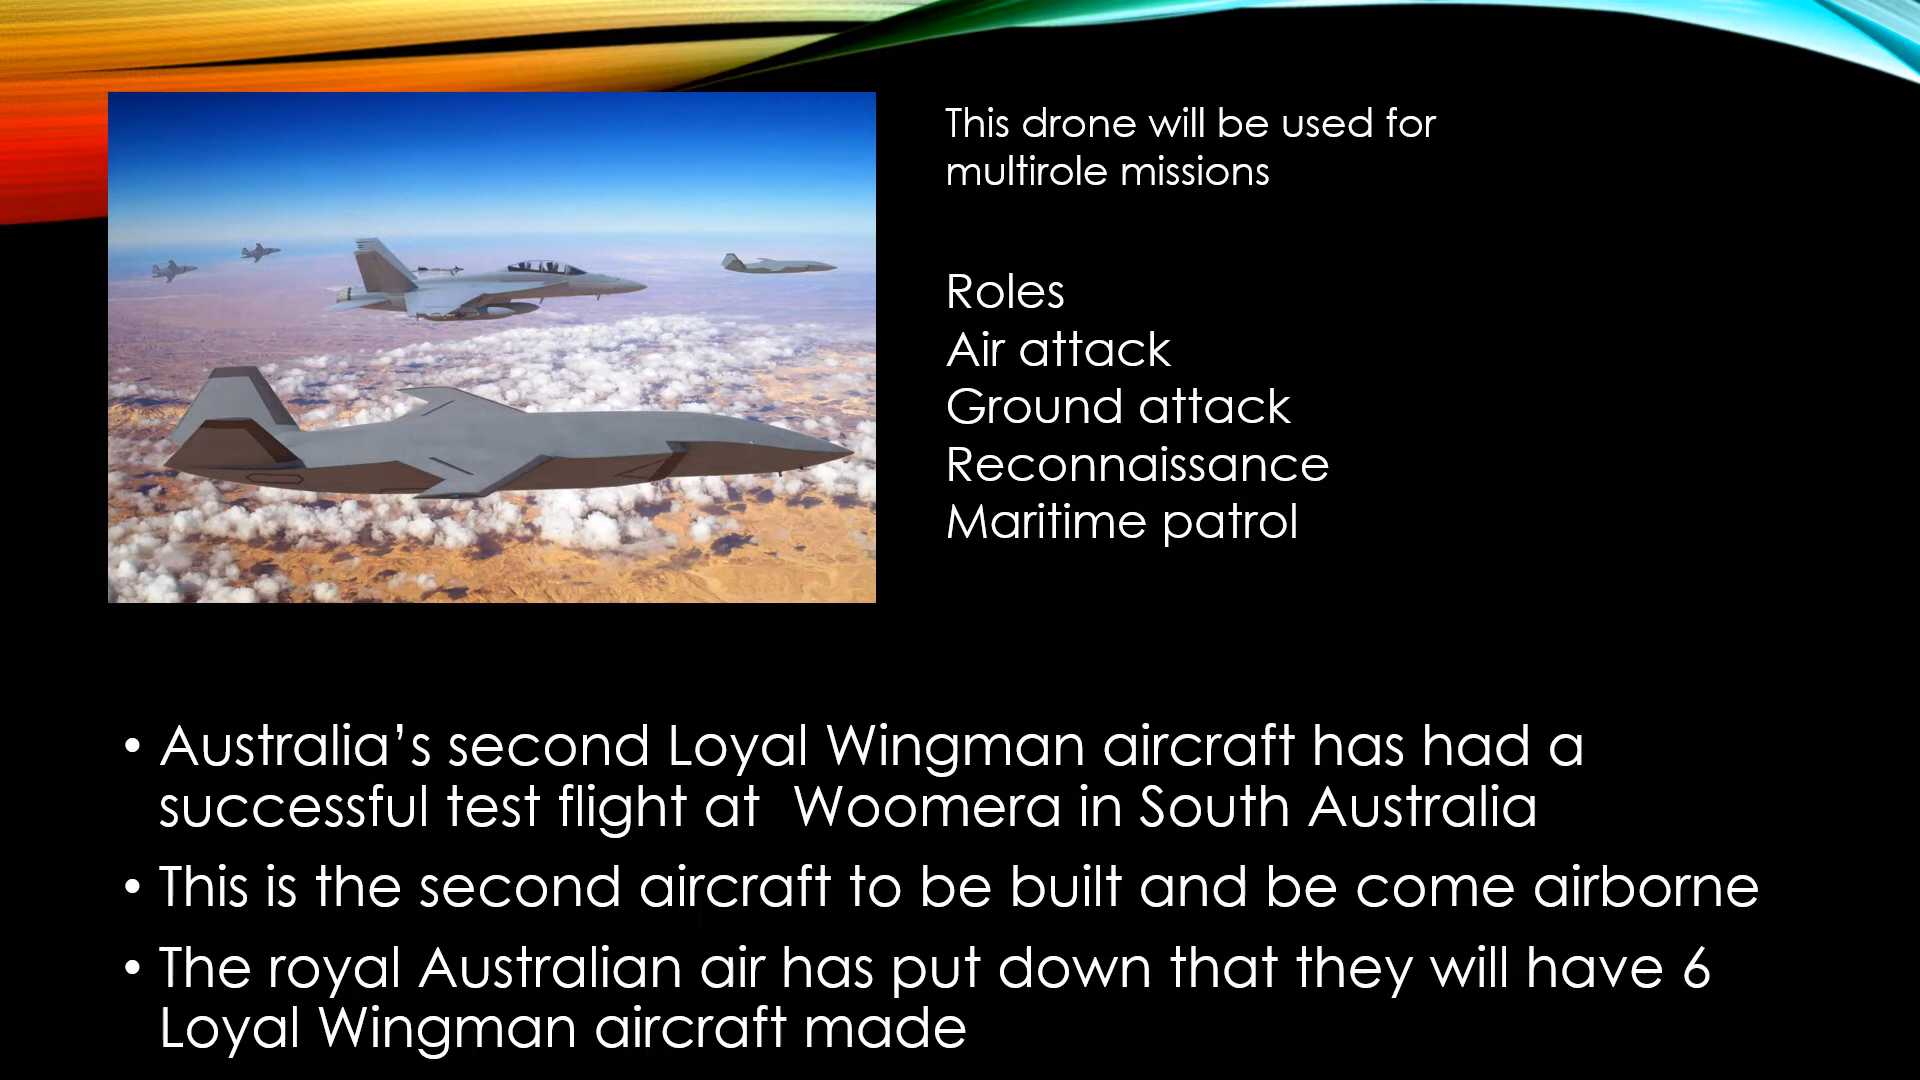 This drone will be used for
multirole missions
Roles
Air attack
Ground attack
Reconnaissance
Maritime patrol
• Australia’s second Loyal Wingman aircraft has had a
successful test flight at  Woomera in South Australia
• This is the second aircraft to be built and be come airborne
• The royal Australian air has put down that they will have 6
Loyal Wingman aircraft made